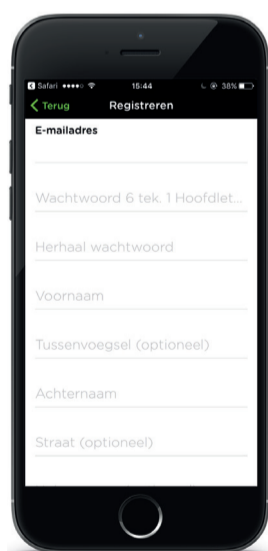 Safari 15:44 38%
Terug Registreren
E-mailadres
Wachtwoord 6 tek. 1 Hoofdlet...
Herhaal wachtwoord
Voornaam
Tussenvoegsel (optioneel)
Achternaam
Straat (optioneel)